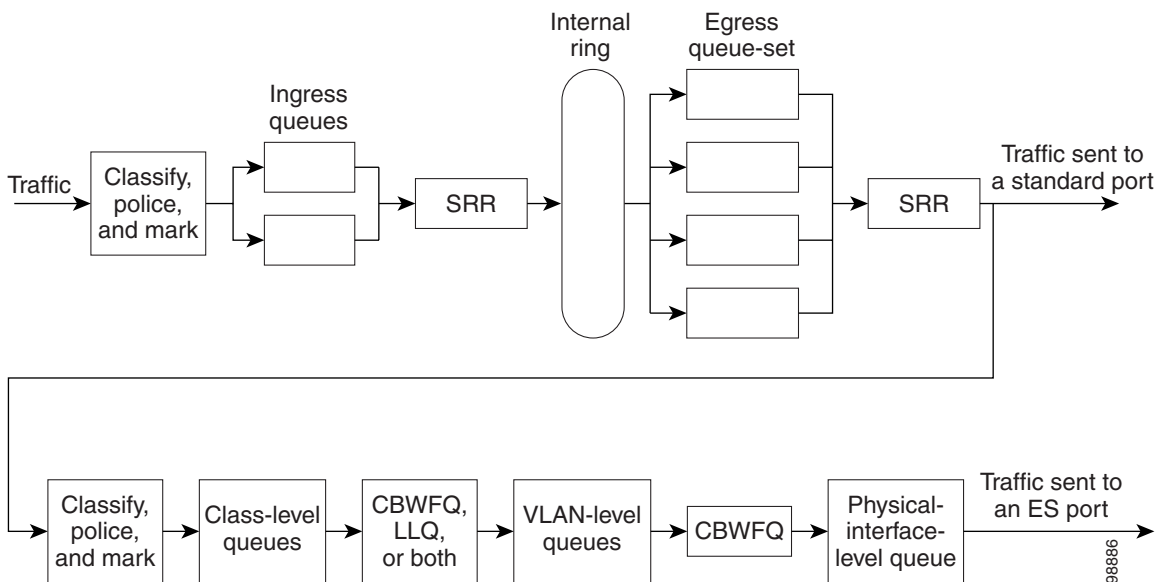 Internal
ring
Egress
queue-set
Ingress
queues
Traffic
Classify,
police,
and mark
SRR
SRR
Traffic sent to
a standard port
Classify,
police,
and mark
Class-level
queues
CBWFQ,
LLQ,
or both
VLAN-level
queues
CBWFQ
Physical-
interface-
level queue
Traffic sent to
an ES port
98886